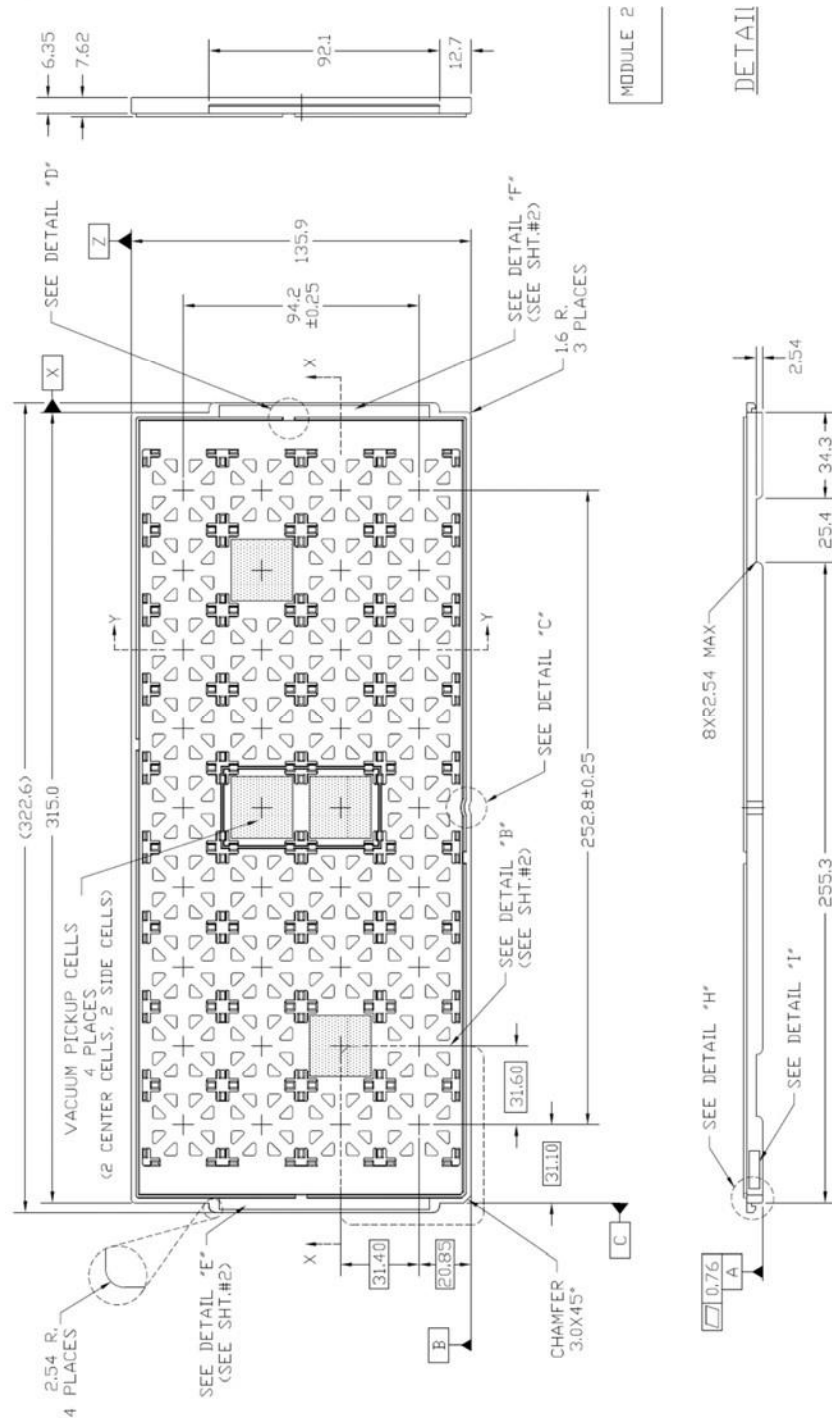 2.54 R.
4 PLACES
VACUUM PICKUP CELLS
4 PLACES
(2 CENTER CELLS, 2 SIDE CELLS)
(322.6)
315.0
X
Z
SEE DETAIL "D"
6.35
7.62
92.1
12.7
135.9
94.2
±0.25
SEE DETAIL "E"
(SEE SHT.#2)
X
X
Y
Y
SEE DETAIL "F"
(SEE SHT.#2)
1.6 R.
3 PLACES
SEE DETAIL "C"
SEE DETAIL "B"
(SEE SHT.#2)
31.40
20.85
B
CHAMFER
3.0X45°
31.60
31.10
252.8±0.25
C
MODULE 2
DETAIL
SEE DETAIL "H"
SEE DETAIL "I"
8XR2.54 MAX
2.54
0.76
A
255.3
25.4
34.3